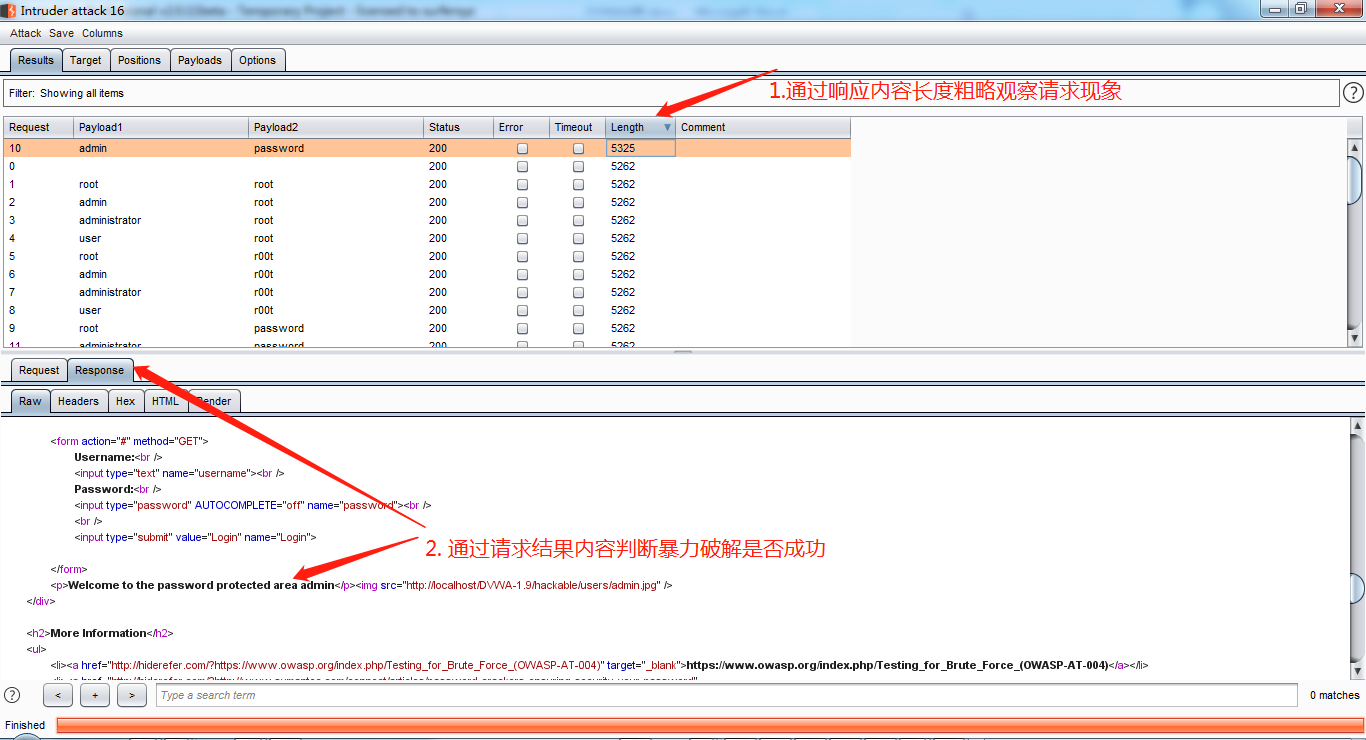 Intruder attack 16
Attack Save Columns
Results Target Positions Payloads Options
1.通过响应内容长度粗略观察请求现象
Filter: Showing all items
?
Request Payload1 Payload2 Status Error Timeout Length Comment
10 admin password 200 5325
0 200 5262
1 root root 200 5262
2 admin root 200 5262
3 administrator root 200 5262
4 user root 200 5262
5 root r00t 200 5262
6 admin r00t 200 5262
7 administrator r00t 200 5262
8 user r00t 200 5262
9 root password 200 5262
11 administrator password 200 5262
Request Response
Raw Headers Hex HTML Render
<form action="#" method="GET">
Username:<br />
<input type="text" name="username"><br />
Password:<br />
<input type="password" AUTOCOMPLETE="off" name="password"><br />
<br />
<input type="submit" value="Login" name="Login">
2. 通过请求结果内容判断暴力破解是否成功
</form>
<p>Welcome to the password protected area admin</p><img src="http://localhost/DVWA-1.9/hackable/users/admin.jpg" />
</div>
<h2>More Information</h2>
<ul>
<li><a href="http://hiderefer.com/?https://www.owasp.org/index.php/Testing_for_Brute_Force_(OWASP-AT-004)" target="_blank">https://www.owasp.org/index.php/Testing_for_Brute_Force_(OWASP-AT-004)</a></li>
? < + > Type a search term 0 matches
Finished